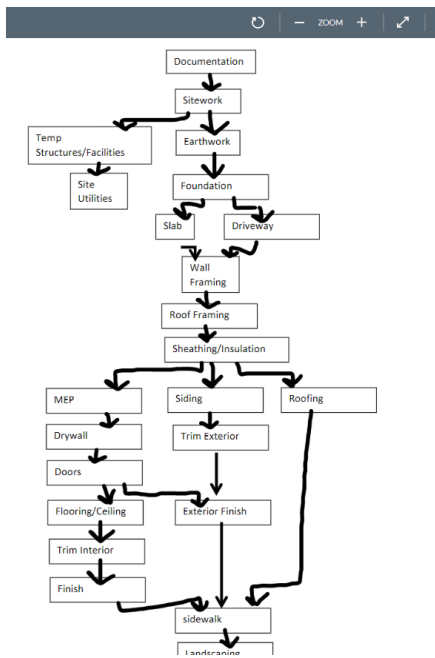 ZOOM
Documentation
Sitework
Temp
Structures/Facilities
Earthwork
Site
Utilities
Foundation
Slab
Driveway
Wall
Framing
Roof Framing
Sheathing/Insulation
MEP
Siding
Roofing
Drywall
Trim Exterior
Doors
Flooring/Ceiling
Exterior Finish
Trim Interior
Finish
sidewalk
Landscaping